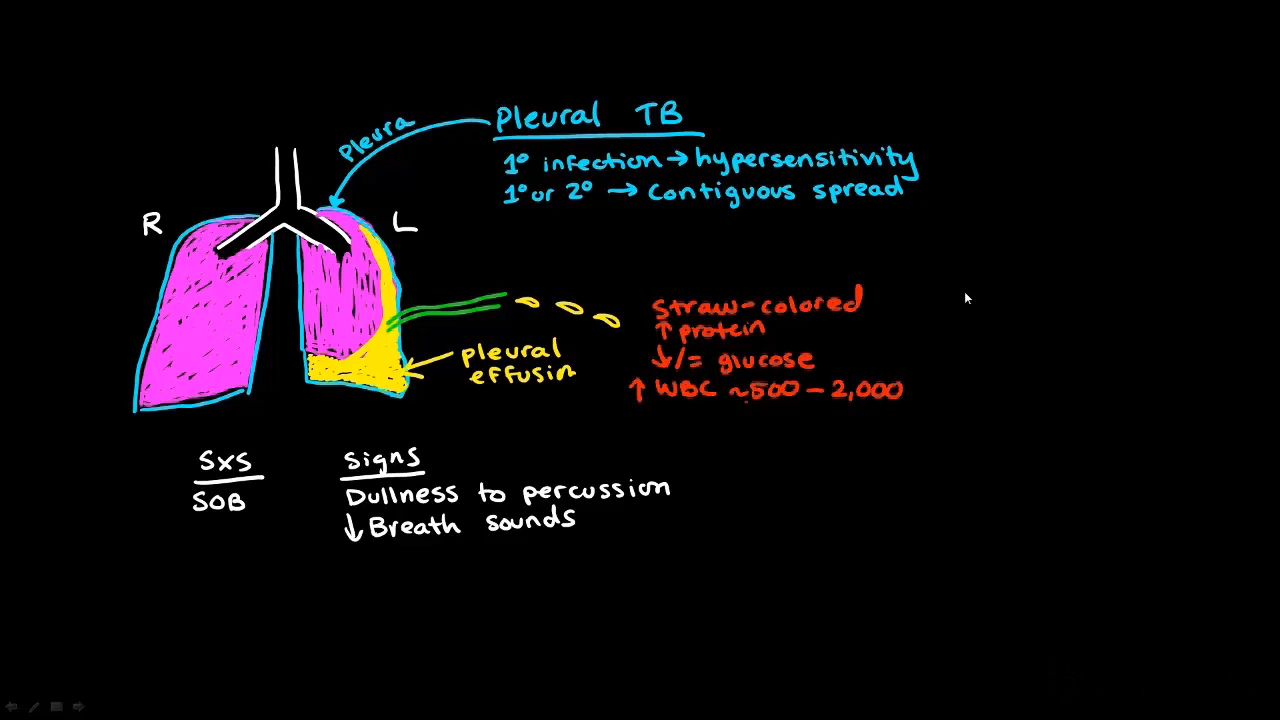 Pleural TB
Pleura
1° infection → hypersensitivity
1° or 2° → Contiguous spread
R
L
straw-colored
↑ protein
↓/= glucose
↑ WBC ~500 – 2,000
pleural
effusion
Sxs
SOB
Signs
Dullness to percussion
↓ Breath sounds